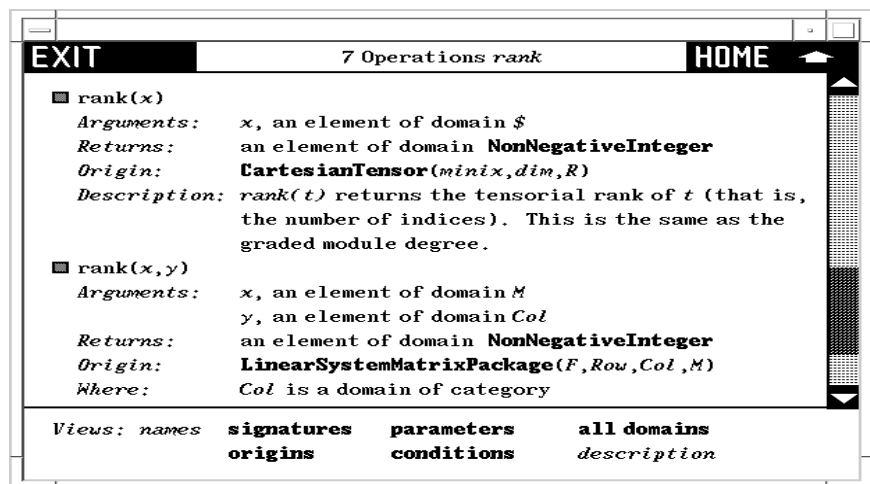 EXIT 7 Operations rank HOME
rank(x)
Arguments: x, an element of domain $
Returns: an element of domain NonNegativeInteger
Origin: CartesianTensor(minix,dim,R)
Description: rank(t) returns the tensorial rank of t (that is,
the number of indices). This is the same as the
graded module degree.
rank(x,y)
Arguments: x, an element of domain M
y, an element of domain Col
Returns: an element of domain NonNegativeInteger
Origin: LinearSystemMatrixPackage(F,Row,Col,M)
Where: Col is a domain of category
Views: names signatures parameters all domains
origins conditions description